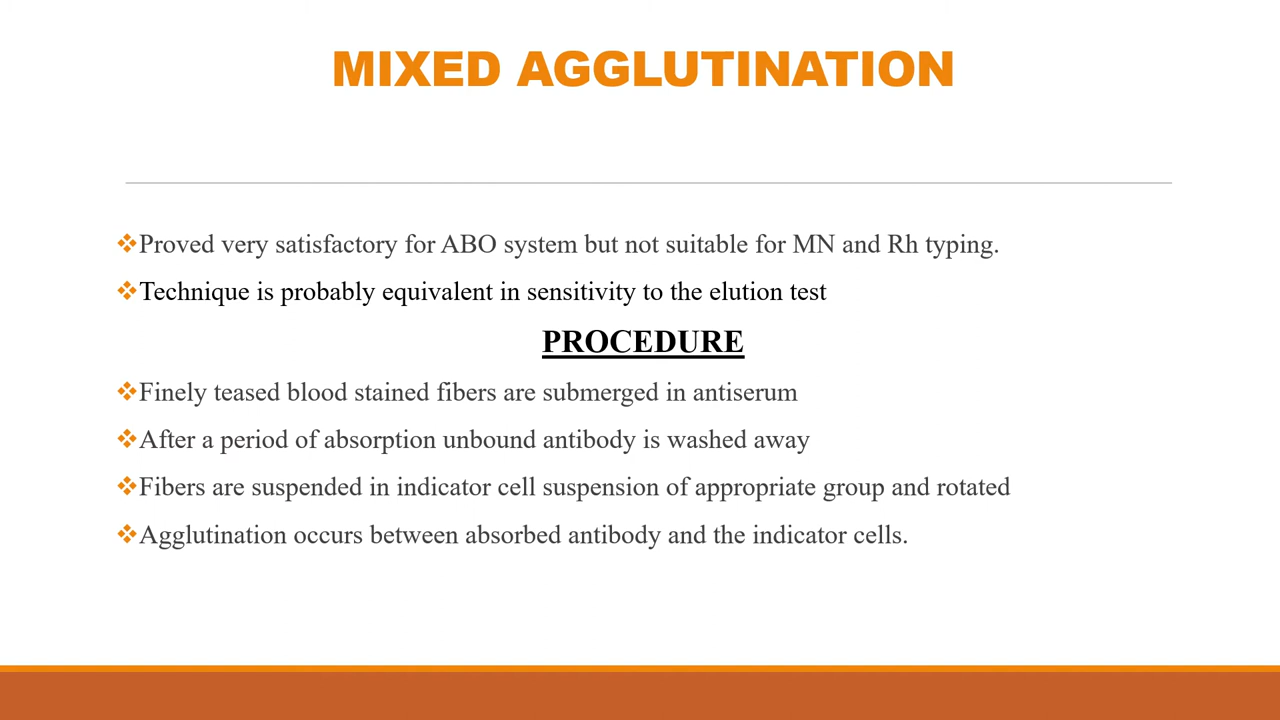 MIXED AGGLUTINATION
❖Proved very satisfactory for ABO system but not suitable for MN and Rh typing.
❖Technique is probably equivalent in sensitivity to the elution test
PROCEDURE
❖Finely teased blood stained fibers are submerged in antiserum
❖After a period of absorption unbound antibody is washed away
❖Fibers are suspended in indicator cell suspension of appropriate group and rotated
❖Agglutination occurs between absorbed antibody and the indicator cells.